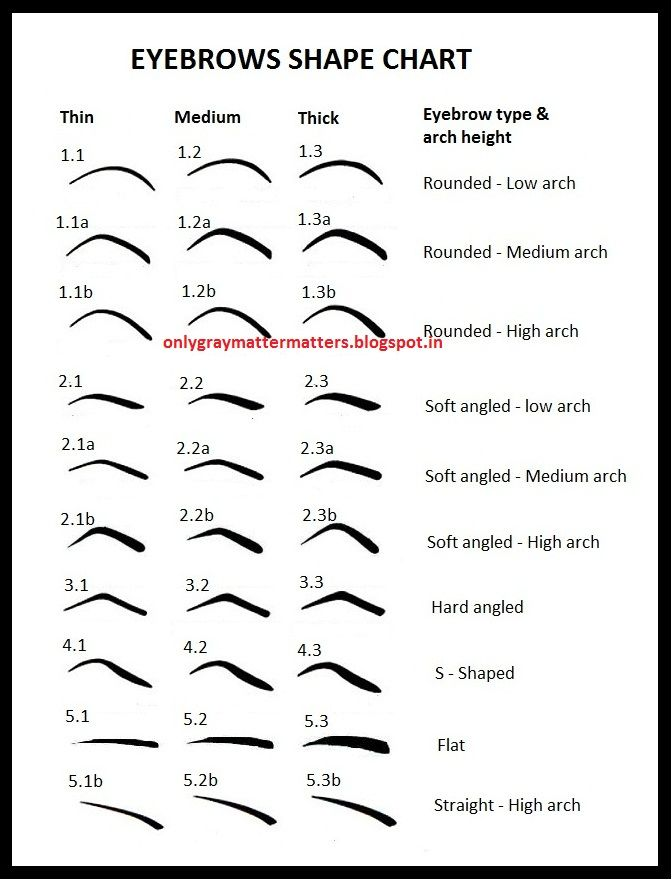 EYEBROWS SHAPE CHART
Thin Medium Thick Eyebrow type &
arch height
1.1 1.2 1.3
Rounded - Low arch
1.1a 1.2a 1.3a
Rounded - Medium arch
1.1b 1.2b 1.3b
Rounded - High arch
onlygraymattermatters.blogspot.in
2.1 2.2 2.3
Soft angled - low arch
2.1a 2.2a 2.3a
Soft angled - Medium arch
2.1b 2.2b 2.3b
Soft angled - High arch
3.1 3.2 3.3
Hard angled
4.1 4.2 4.3
S - Shaped
5.1 5.2 5.3
Flat
5.1b 5.2b 5.3b
Straight - High arch